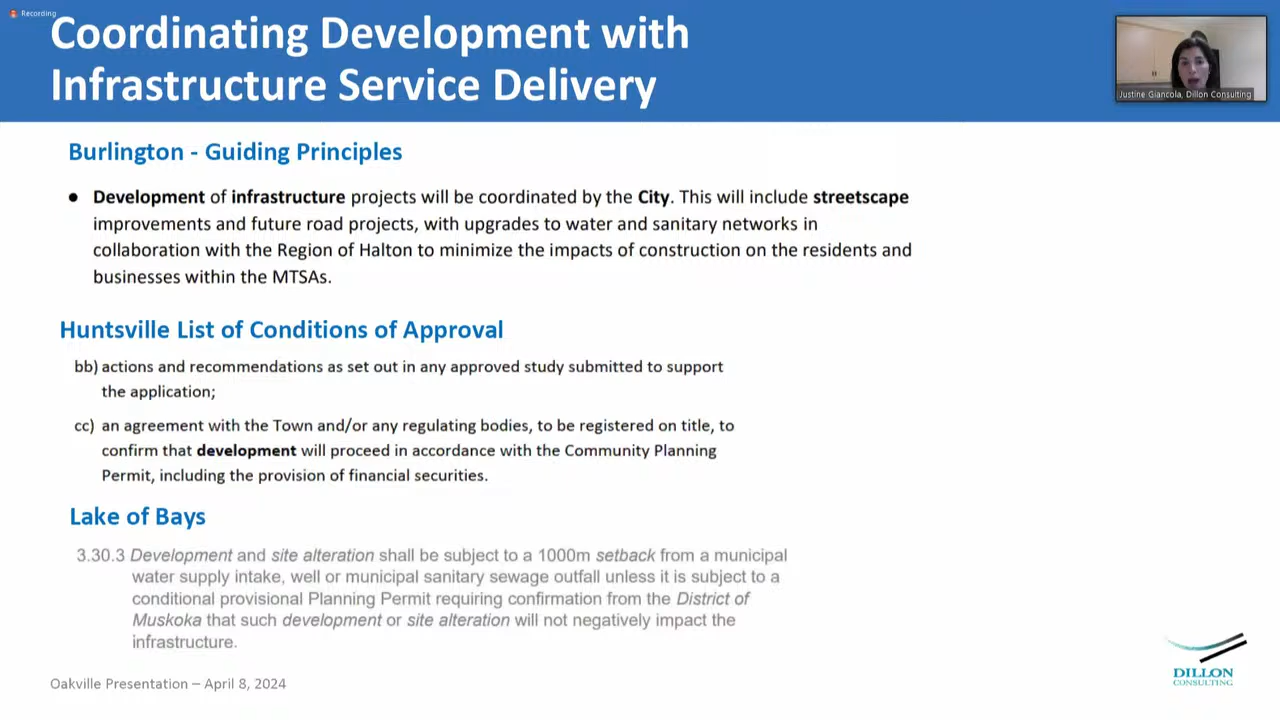 Recording
Coordinating Development with
Infrastructure Service Delivery
Justine Giancola, Dillon Consulting
Burlington - Guiding Principles
● Development of infrastructure projects will be coordinated by the City. This will include streetscape
improvements and future road projects, with upgrades to water and sanitary networks in
collaboration with the Region of Halton to minimize the impacts of construction on the residents and
businesses within the MTSAs.
Huntsville List of Conditions of Approval
bb) actions and recommendations as set out in any approved study submitted to support
the application;
cc) an agreement with the Town and/or any regulating bodies, to be registered on title, to
confirm that development will proceed in accordance with the Community Planning
Permit, including the provision of financial securities.
Lake of Bays
3.30.3 Development and site alteration shall be subject to a 1000m setback from a municipal
water supply intake, well or municipal sanitary sewage outfall unless it is subject to a
conditional provisional Planning Permit requiring confirmation from the District of
Muskoka that such development or site alteration will not negatively impact the
infrastructure.
Oakville Presentation – April 8, 2024
DILLON
CONSULTING